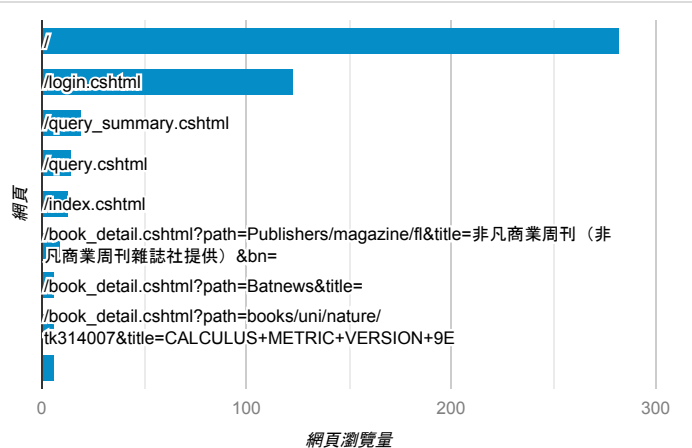 /
/login.cshtml
/query_summary.cshtml
/query.cshtml
/index.cshtml
/book_detail.cshtml?path=Publishers/magazine/fl&title=非凡商業周刊（非
凡商業周刊雜誌社提供）&bn=
/book_detail.cshtml?path=Batnews&title=
/book_detail.cshtml?path=books/uni/nature/
tk314007&title=CALCULUS+METRIC+VERSION+9E
網頁
0 100 200 300
網頁瀏覽量